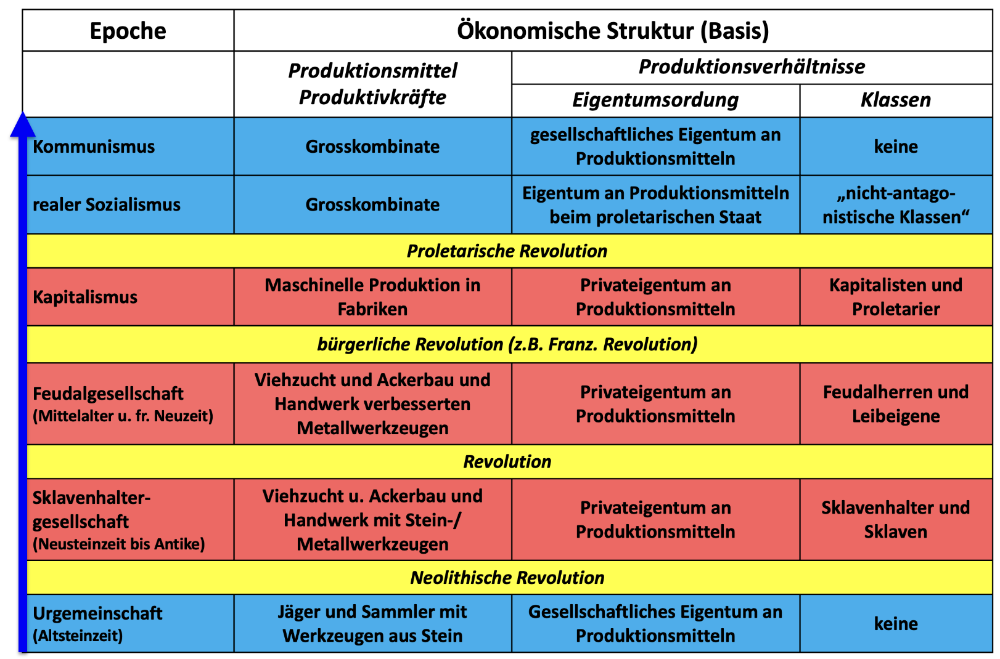 Epoche
Ökonomische Struktur (Basis)
Produktionsmittel
Produktivkräfte
Produktionsverhältnisse
Eigentumsordung
Klassen
Kommunismus
Grosskombinate
gesellschaftliches Eigentum an
Produktionsmitteln
keine
realer Sozialismus
Grosskombinate
Eigentum an Produktionsmitteln
beim proletarischen Staat
„nicht-antago-
nistische Klassen“
Proletarische Revolution
Kapitalismus
Maschinelle Produktion in
Fabriken
Privateigentum an
Produktionsmitteln
Kapitalisten und
Proletarier
bürgerliche Revolution (z.B. Franz. Revolution)
Feudalgesellschaft
(Mittelalter u. fr. Neuzeit)
Viehzucht und Ackerbau und
Handwerk verbesserten
Metallwerkzeugen
Privateigentum an
Produktionsmitteln
Feudalherren und
Leibeigene
Revolution
Sklavenhalter-
gesellschaft
(Neusteinzeit bis Antike)
Viehzucht u. Ackerbau und
Handwerk mit Stein-/
Metallwerkzeugen
Privateigentum an
Produktionsmitteln
Sklavenhalter und
Sklaven
Neolithische Revolution
Urgemeinschaft
(Altsteinzeit)
Jäger und Sammler mit
Werkzeugen aus Stein
Gesellschaftliches Eigentum an
Produktionsmitteln
keine